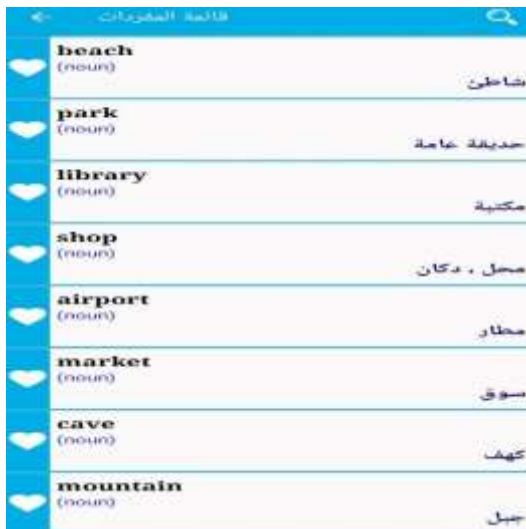 قائمة المفردات
beach
(noun)
شاطئ
park
(noun)
حديقة عامة
library
(noun)
مكتبة
shop
(noun)
محل ، دكان
airport
(noun)
مطار
market
(noun)
سوق
cave
(noun)
كهف
mountain
(noun)
جبل